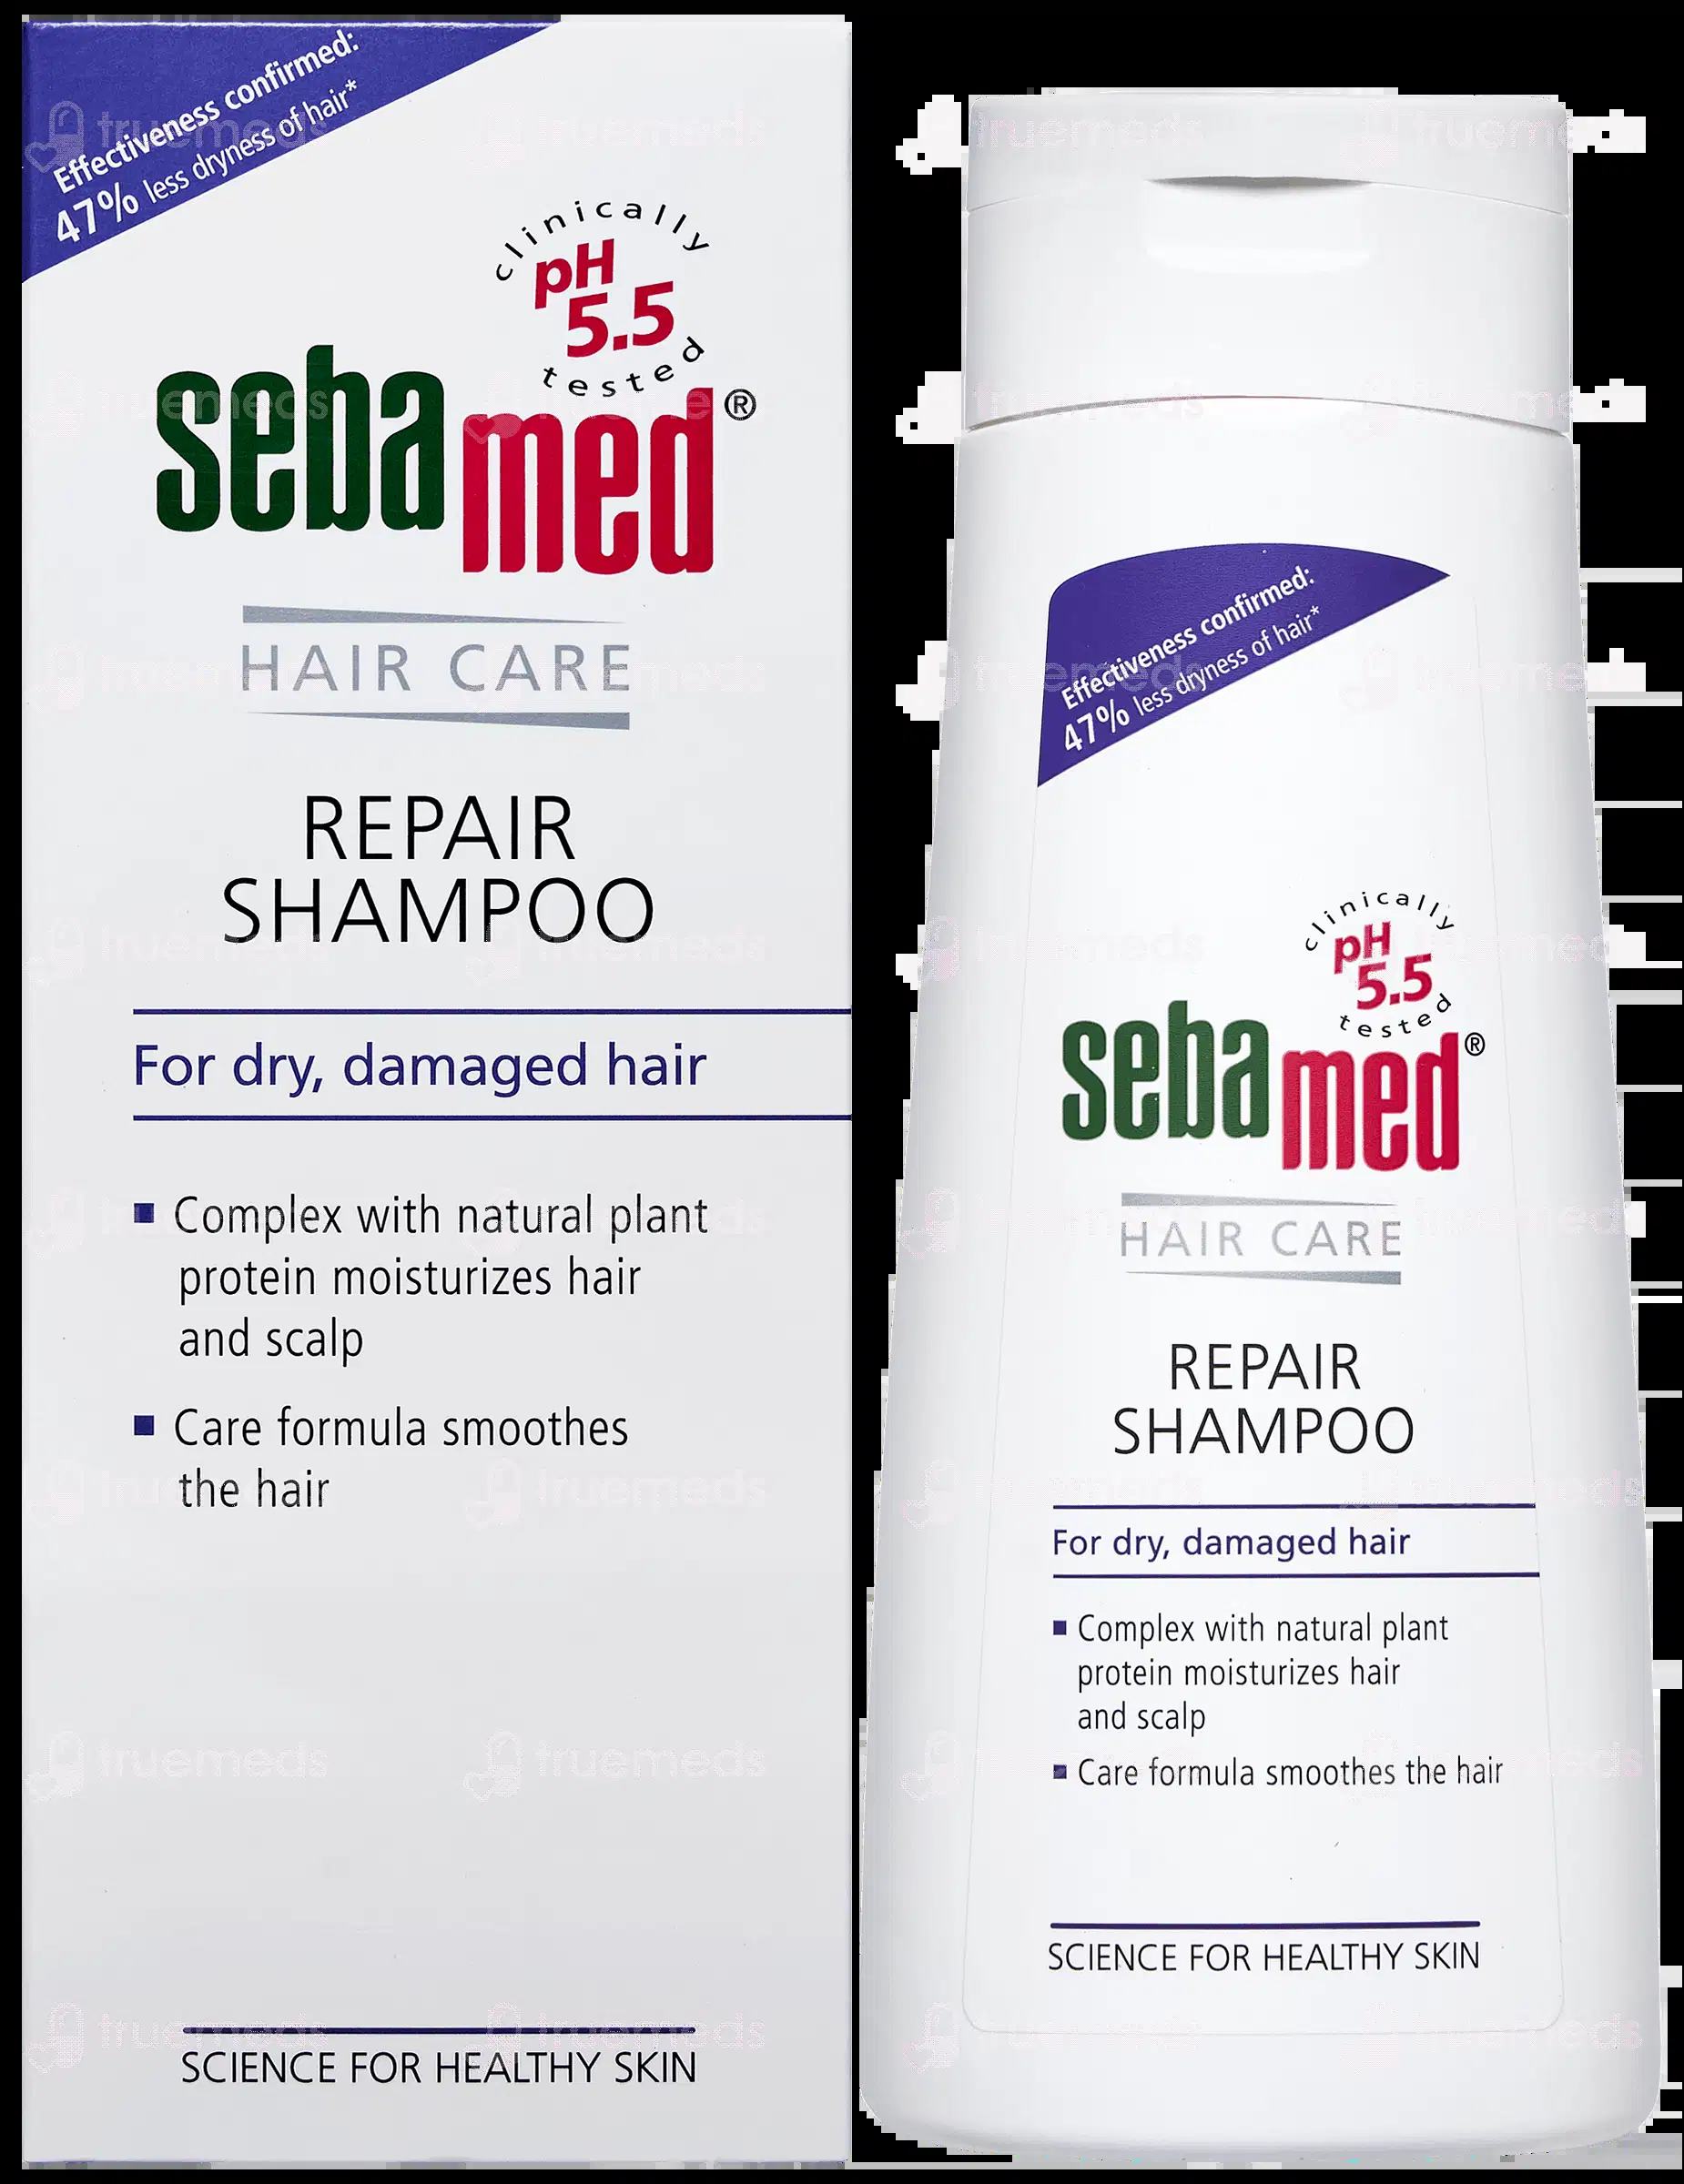 Effectiveness confirmed:
47% less dryness of hair*
clinically
pH
5.5
tested
sebamed®
HAIR CARE
REPAIR
SHAMPOO
For dry, damaged hair
■ Complex with natural plant
protein moisturizes hair
and scalp
■ Care formula smoothes
the hair
SCIENCE FOR HEALTHY SKIN
Effectiveness confirmed:
47% less dryness of hair*
clinically
pH
5.5
tested
sebamed®
HAIR CARE
REPAIR
SHAMPOO
For dry, damaged hair
■ Complex with natural plant
protein moisturizes hair
and scalp
■ Care formula smoothes the hair
SCIENCE FOR HEALTHY SKIN
truemeds